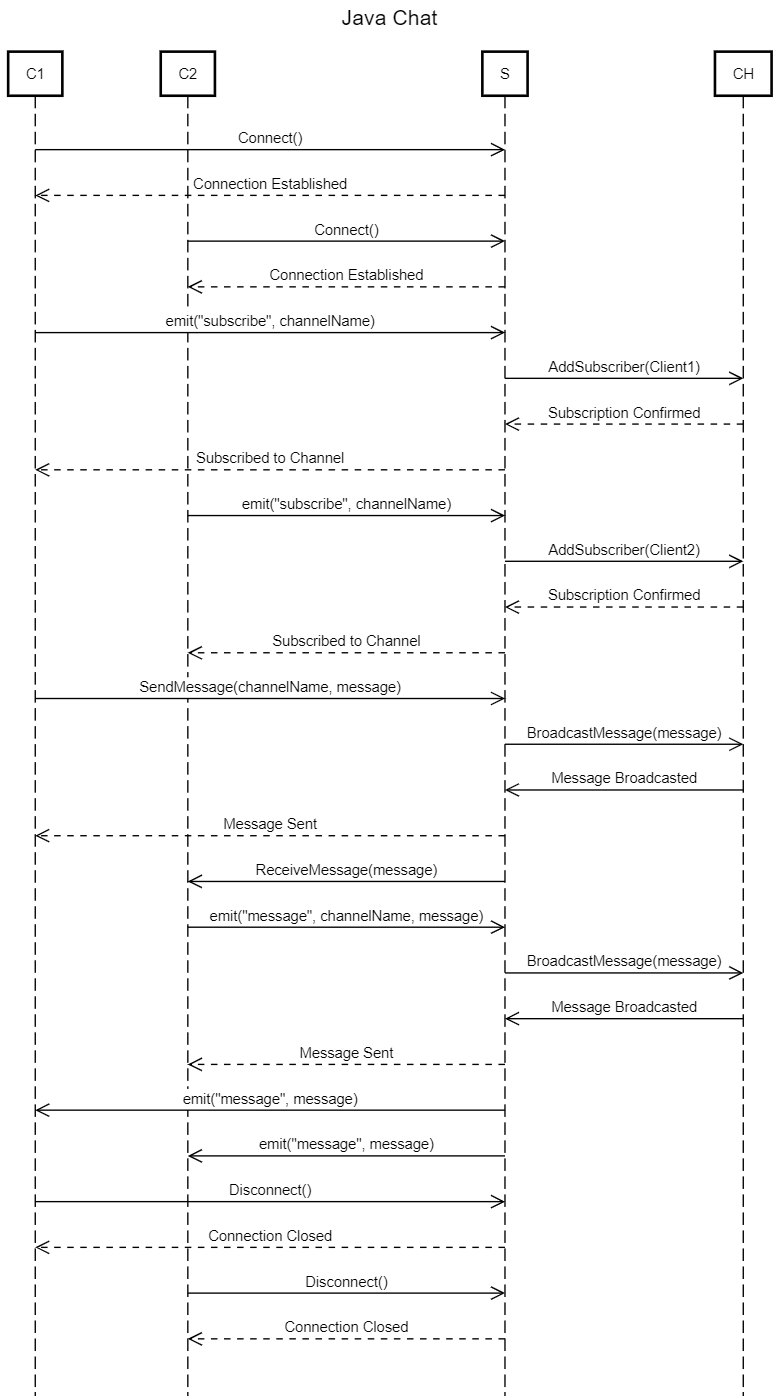 Java Chat
C1
C2
S
CH
Connect()
Connection Established
Connect()
Connection Established
emit("subscribe", channelName)
AddSubscriber(Client1)
Subscription Confirmed
Subscribed to Channel
emit("subscribe", channelName)
AddSubscriber(Client2)
Subscription Confirmed
Subscribed to Channel
SendMessage(channelName, message)
BroadcastMessage(message)
Message Broadcasted
Message Sent
ReceiveMessage(message)
emit("message", channelName, message)
BroadcastMessage(message)
Message Broadcasted
Message Sent
emit("message", message)
emit("message", message)
Disconnect()
Connection Closed
Disconnect()
Connection Closed